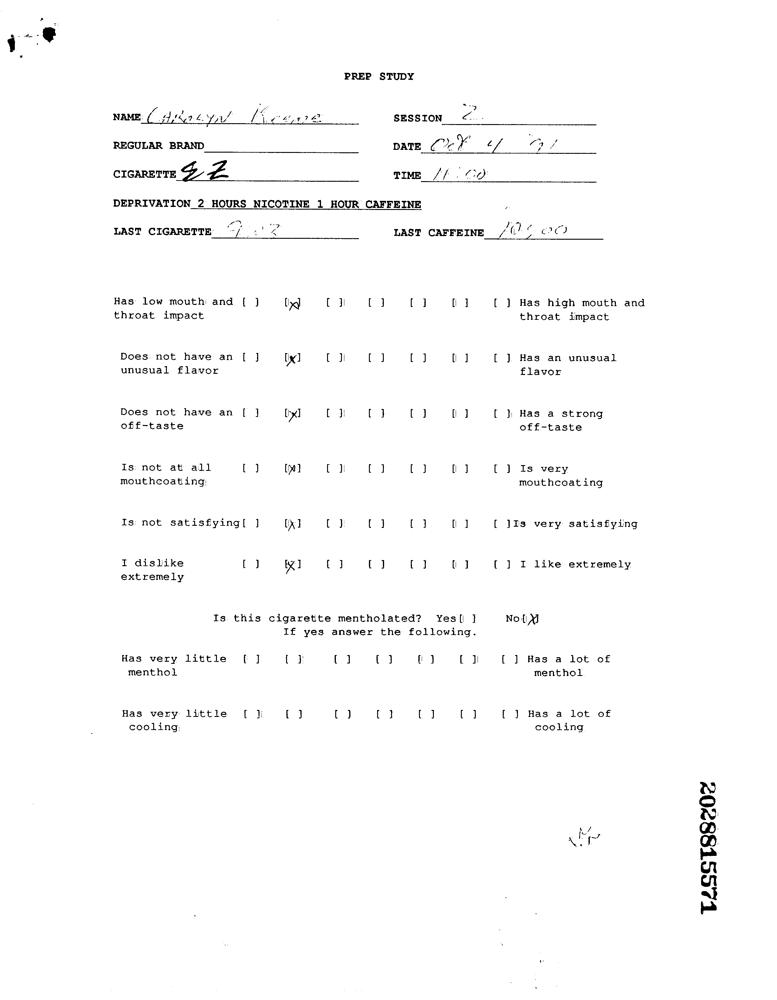 PREP STUDY
NAME CAROLYN Keene SESSION 2
REGULAR BRAND DATE Oct 4 '91
CIGARETTE TIME 11:00
DEPRIVATION 2 HOURS NICOTINE 1 HOUR CAFFEINE
LAST CIGARETTE LAST CAFFEINE 10:00
Has low mouth and [ ] [X] [ ] [ ] [ ] [ ] [ ] Has high mouth and
throat impact throat impact
Does not have an [ ] [X] [ ] [ ] [ ] [ ] [ ] Has an unusual
unusual flavor flavor
Does not have an [ ] [X] [ ] [ ] [ ] [ ] [ ] Has a strong
off-taste off-taste
Is not at all [ ] [X] [ ] [ ] [ ] [ ] [ ] Is very
mouthcoating mouthcoating
Is not satisfying[ ] [X] [ ] [ ] [ ] [ ] [ ]Is very satisfying
I dislike [ ] [X] [ ] [ ] [ ] [ ] [ ] I like extremely
extremely
Is this cigarette mentholated? Yes[ ] No[X]
If yes answer the following.
Has very little [ ] [ ] [ ] [ ] [ ] [ ] [ ] Has a lot of
menthol menthol
Has very little [ ] [ ] [ ] [ ] [ ] [ ] [ ] Has a lot of
cooling cooling
2028815571